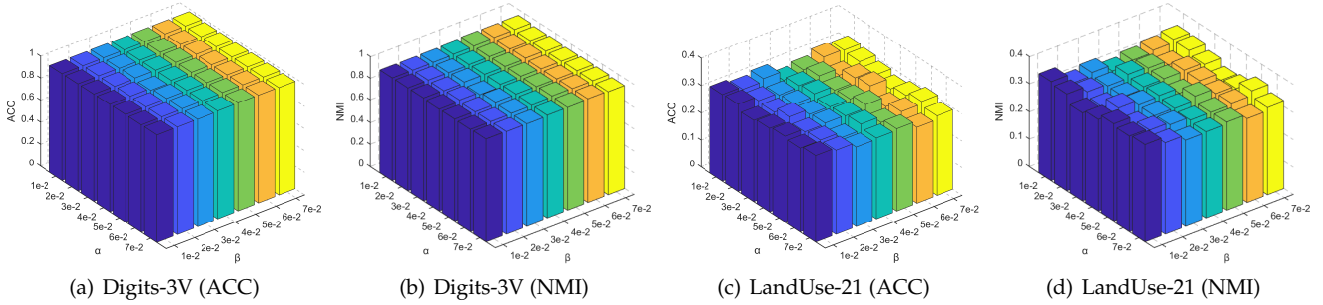 ACC
1
0.8
0.6
0.4
0.2
0
1e-2
2e-2
3e-2
4e-2
5e-2
6e-2
7e-2
α
1e-2
2e-2
3e-2
4e-2
5e-2
6e-2
7e-2
β
(a) Digits-3V (ACC)
NMI
1
0.8
0.6
0.4
0.2
0
1e-2
2e-2
3e-2
4e-2
5e-2
6e-2
7e-2
α
1e-2
2e-2
3e-2
4e-2
5e-2
6e-2
7e-2
β
(b) Digits-3V (NMI)
ACC
0.4
0.3
0.2
0.1
0
1e-2
2e-2
3e-2
4e-2
5e-2
6e-2
7e-2
α
1e-2
2e-2
3e-2
4e-2
5e-2
6e-2
7e-2
β
(c) LandUse-21 (ACC)
NMI
0.4
0.3
0.2
0.1
0
1e-2
2e-2
3e-2
4e-2
5e-2
6e-2
7e-2
α
1e-2
2e-2
3e-2
4e-2
5e-2
6e-2
7e-2
β
(d) LandUse-21 (NMI)